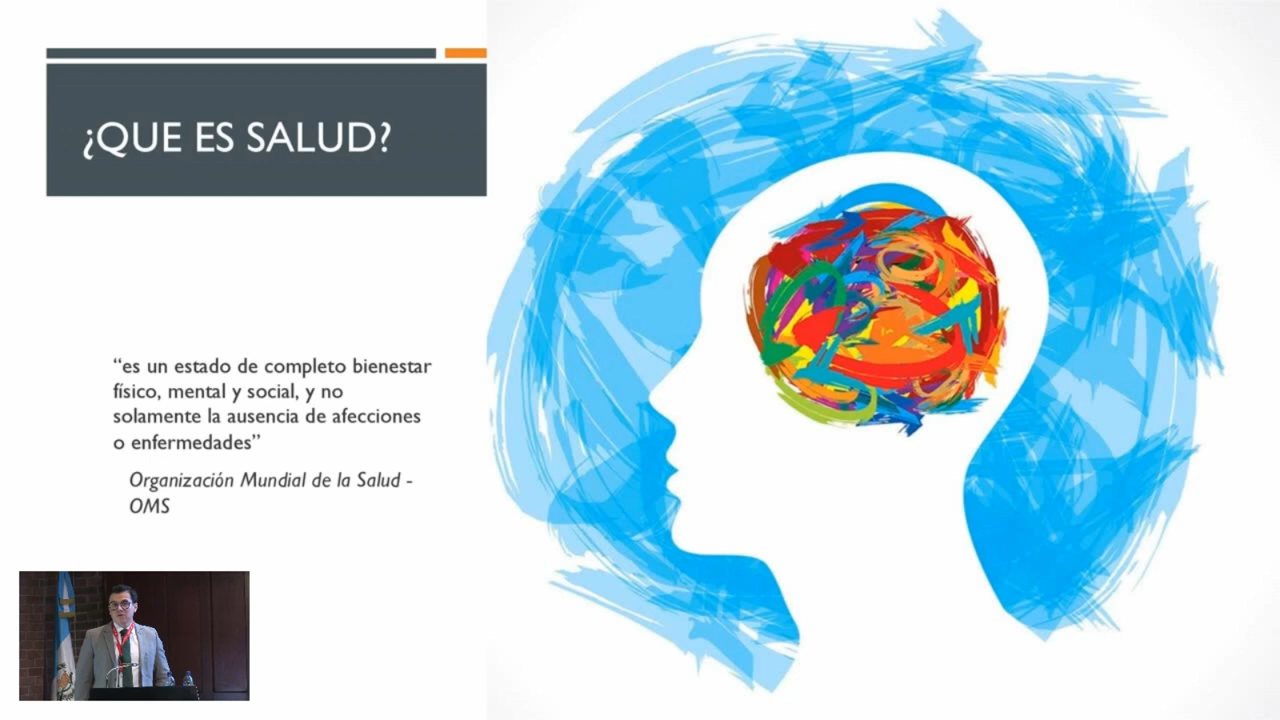 ¿QUE ES SALUD?
“es un estado de completo bienestar
físico, mental y social, y no
solamente la ausencia de afecciones
o enfermedades”
Organización Mundial de la Salud -
OMS